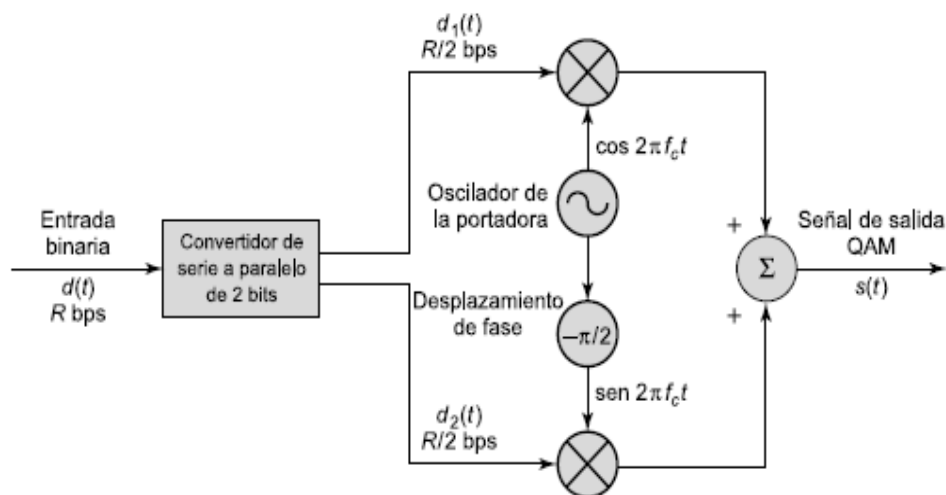 d₁(t)
R/2 bps
cos 2πf꜀t
Oscilador de
la portadora
Entrada
binaria
d(t)
R bps
Convertidor de
serie a paralelo
de 2 bits
Desplazamiento
de fase
–π/2
sen 2πf꜀t
d₂(t)
R/2 bps
+
Σ
+
Señal de salida
QAM
s(t)